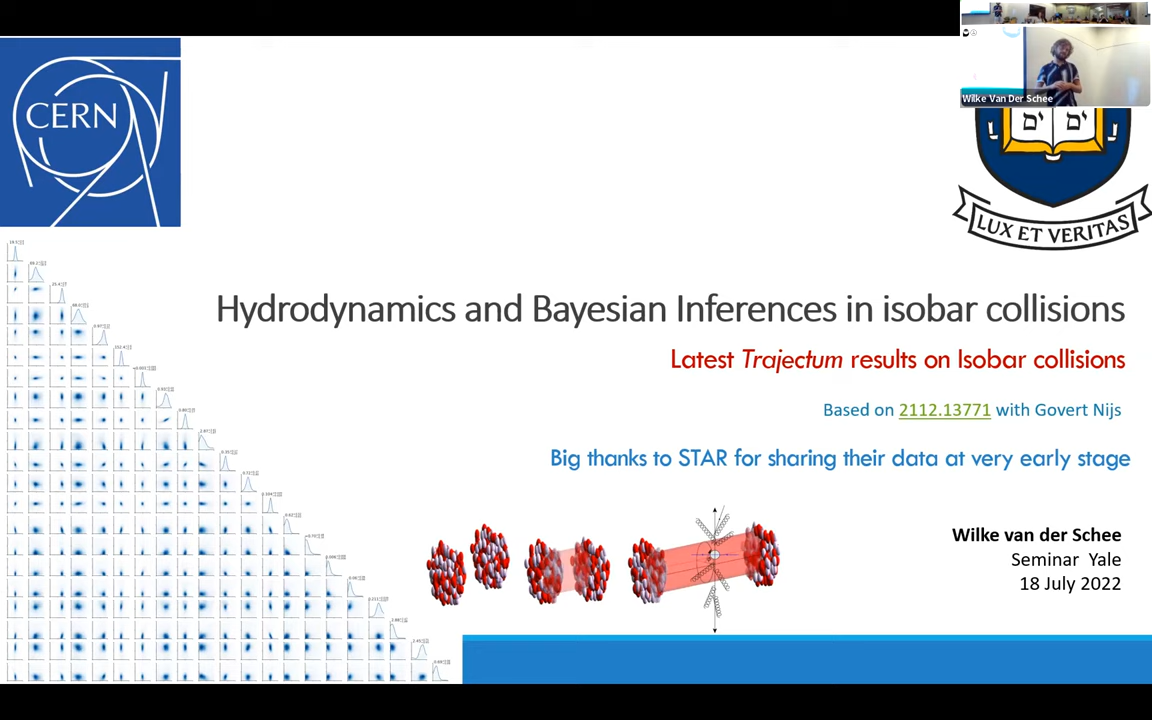 CERN
Wilke Van Der Schee
ים ים
LUX ET VERITAS
Hydrodynamics and Bayesian Inferences in isobar collisions
Latest Trajectum results on Isobar collisions
Based on 2112.13771 with Govert Nijs
Big thanks to STAR for sharing their data at very early stage
Wilke van der Schee
Seminar Yale
18 July 2022